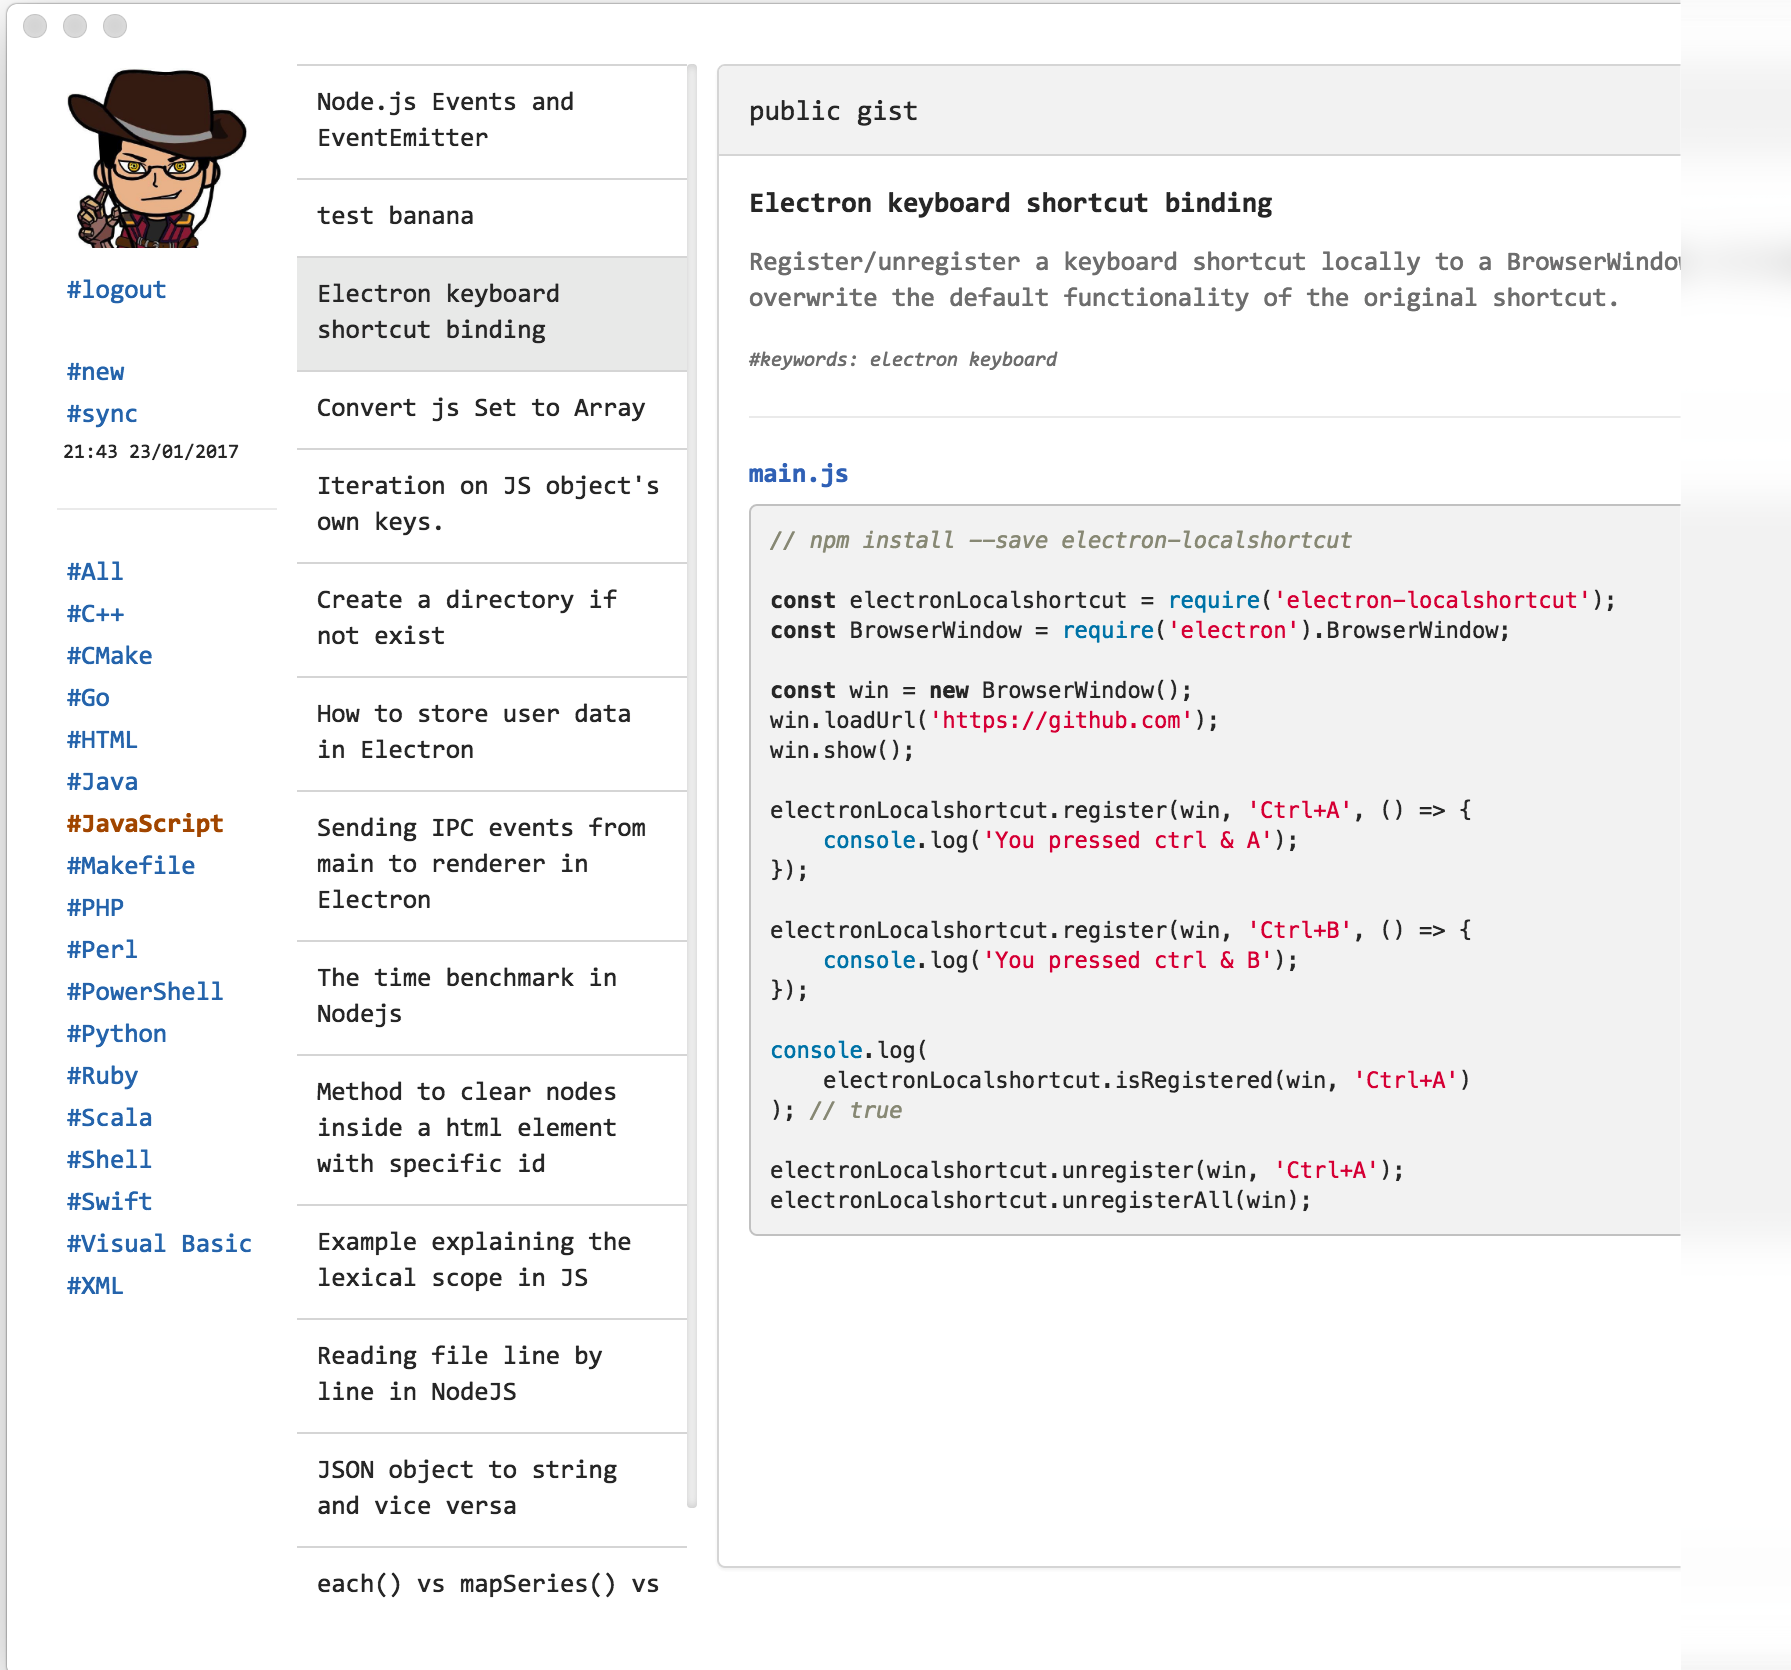 #logout
#new
#sync
21:43 23/01/2017
#All
#C++
#CMake
#Go
#HTML
#Java
#JavaScript
#Makefile
#PHP
#Perl
#PowerShell
#Python
#Ruby
#Scala
#Shell
#Swift
#Visual Basic
#XML
Node.js Events and
EventEmitter
test banana
Electron keyboard
shortcut binding
Convert js Set to Array
Iteration on JS object's
own keys.
Create a directory if
not exist
How to store user data
in Electron
Sending IPC events from
main to renderer in
Electron
The time benchmark in
Nodejs
Method to clear nodes
inside a html element
with specific id
Example explaining the
lexical scope in JS
Reading file line by
line in NodeJS
JSON object to string
and vice versa
each() vs mapSeries() vs
public gist
Electron keyboard shortcut binding
Register/unregister a keyboard shortcut locally to a
overwrite the default functionality of the original shortcut.
#keywords: electron keyboard
main.js
// npm install --save electron-localshortcut
const electronLocalshortcut = require('electron-localshortcut');
const BrowserWindow = require('electron').BrowserWindow;
const win = new BrowserWindow();
win.loadUrl('https://github.com');
win.show();
electronLocalshortcut.register(win, 'Ctrl+A', () => {
    console.log('You pressed ctrl & A');
});
electronLocalshortcut.register(win, 'Ctrl+B', () => {
    console.log('You pressed ctrl & B');
});
console.log(
    electronLocalshortcut.isRegistered(win, 'Ctrl+A')
); // true
electronLocalshortcut.unregister(win, 'Ctrl+A');
electronLocalshortcut.unregisterAll(win);